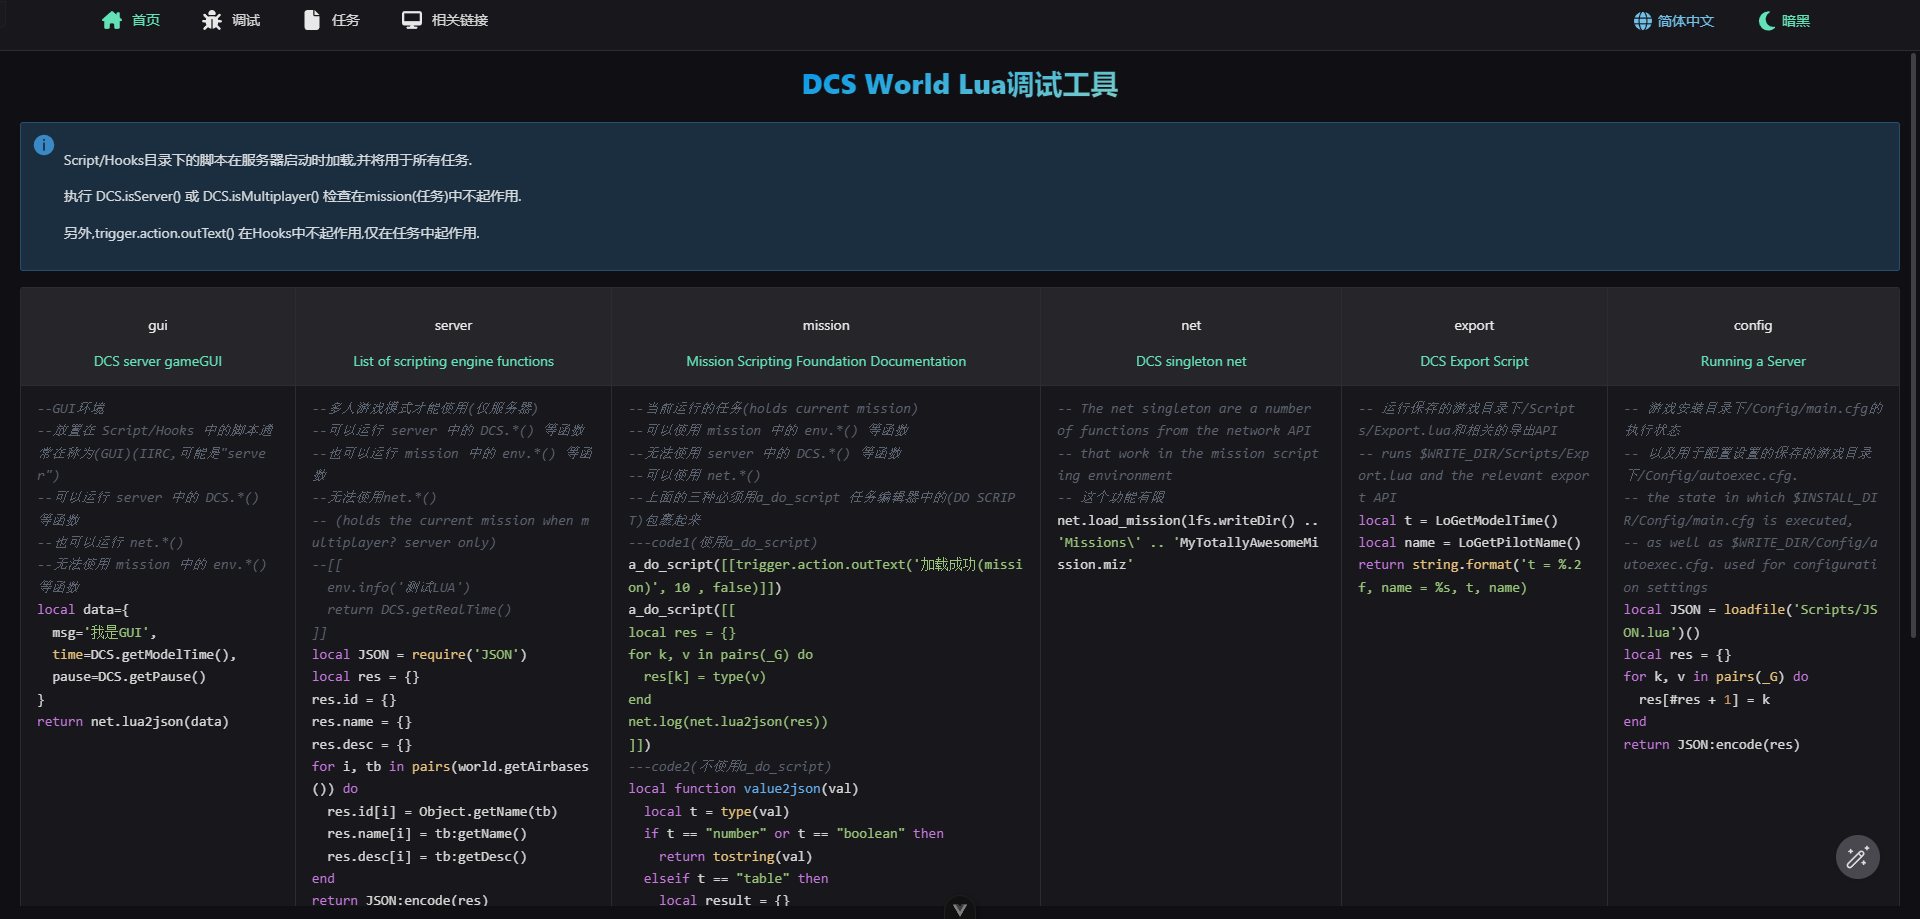 首页
调试
任务
相关链接
简体中文
暗黑
DCS World Lua调试工具
Script/Hooks目录下的脚本在服务器启动时加载,并将用于所有任务.
执行 DCS.isServer() 或 DCS.isMultiplayer() 检查在mission(任务)中不起作用.
另外,trigger.action.outText() 在Hooks中不起作用,仅在任务中起作用.
gui
DCS server gameGUI
server
List of scripting engine functions
mission
Mission Scripting Foundation Documentation
net
DCS singleton net
export
DCS Export Script
config
Running a Server
--GUI环境
--放置在 Script/Hooks 中的脚本通
常在称为(GUI)(IIRC,可能是"serve
r")
--可以运行 server 中的 DCS.*()
等函数
--也可以运行 net.*()
--无法使用 mission 中的 env.*()
等函数
local data={
  msg='我是GUI',
  time=DCS.getModelTime(),
  pause=DCS.getPause()
}
return net.lua2json(data)
--多人游戏模式才能使用(仅服务器)
--可以运行 server 中的 DCS.*() 等函数
--也可以运行 mission 中的 env.*() 等函
数
--无法使用net.*()
-- (holds the current mission when m
ultiplayer? server only)
--[[
  env.info('测试LUA')
  return DCS.getRealTime()
]]
local JSON = require('JSON')
local res = {}
res.id = {}
res.name = {}
res.desc = {}
for i, tb in pairs(world.getAirbases
()) do
  res.id[i] = Object.getName(tb)
  res.name[i] = tb:getName()
  res.desc[i] = tb:getDesc()
end
return JSON:encode(res)
--当前运行的任务(holds current mission)
--可以使用 mission 中的 env.*() 等函数
--无法使用 server 中的 DCS.*() 等函数
--可以使用 net.*()
--上面的三种必须用a_do_script 任务编辑器中的(DO SCRIP
T)包裹起来
---code1(使用a_do_script)
a_do_script([[trigger.action.outText('加载成功(missi
on)', 10 , false)]])
a_do_script([[
local res = {}
for k, v in pairs(_G) do
  res[k] = type(v)
end
net.log(net.lua2json(res))
]])
---code2(不使用a_do_script)
local function value2json(val)
  local t = type(val)
  if t == "number" or t == "boolean" then
    return tostring(val)
  elseif t == "table" then
    local result = {}
-- The net singleton are a number
of functions from the network API
-- that work in the mission script
ing environment
-- 这个功能有限
net.load_mission(lfs.writeDir() ..
'Missions\' .. 'MyTotallyAwesomeMi
ssion.miz'
-- 运行保存的游戏目录下/Script
s/Export.lua和相关的导出API
-- runs $WRITE_DIR/Scripts/Exp
ort.lua and the relevant expor
t API
local t = LoGetModelTime()
local name = LoGetPilotName()
return string.format('t = %.2
f, name = %s, t, name)
-- 游戏安装目录下/Config/main.cfg的
执行状态
-- 以及用于配置设置的保存的游戏目录
下/Config/autoexec.cfg.
-- the state in which $INSTALL_DI
R/Config/main.cfg is executed,
-- as well as $WRITE_DIR/Config/a
utoexec.cfg. used for configurati
on settings
local JSON = loadfile('Scripts/JS
ON.lua')()
local res = {}
for k, v in pairs(_G) do
  res[#res + 1] = k
end
return JSON:encode(res)